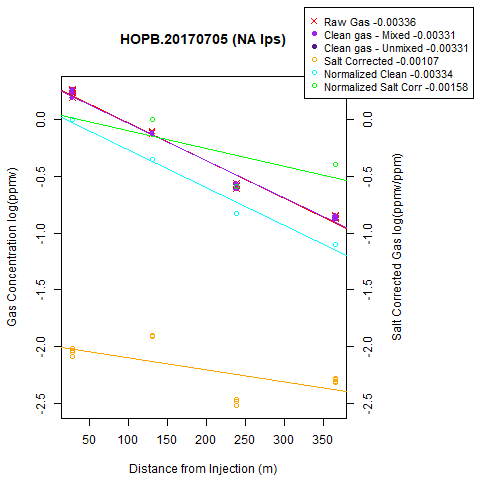 Raw Gas -0.00336
Clean gas - Mixed -0.00331
Clean gas - Unmixed -0.00331
Salt Corrected -0.00107
Normalized Clean -0.00334
Normalized Salt Corr -0.00158
HOPB.20170705 (NA lps)
Gas Concentration log(ppmv)
0.0
-0.5
-1.0
-1.5
-2.0
-2.5
0.0
-0.5
-1.0
-1.5
-2.0
-2.5
Salt Corrected Gas log(ppmv/ppm)
50 100 150 200 250 300 350
Distance from Injection (m)